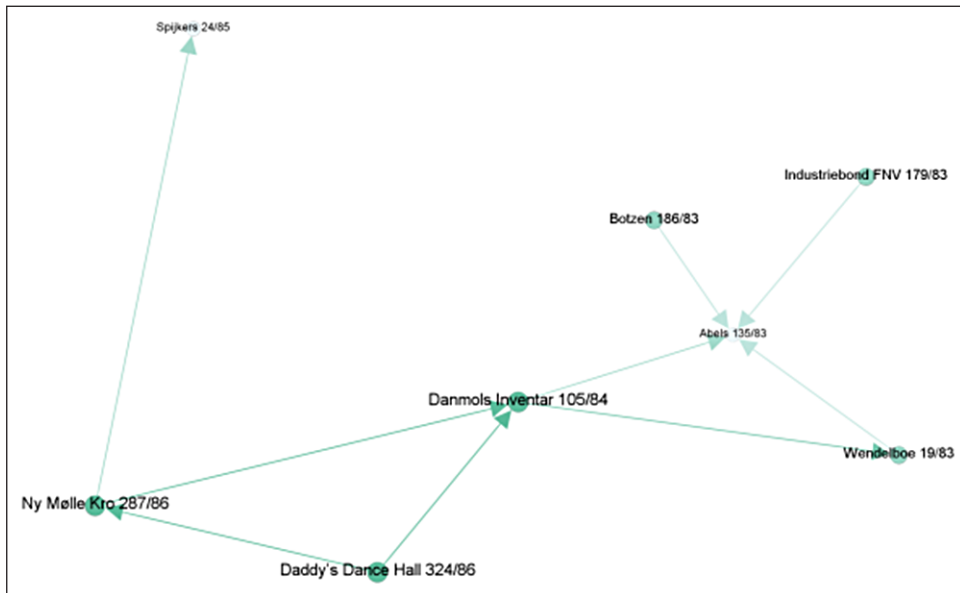 Spijkers 24/85
Industriebond FNV 179/83
Botzen 186/83
Abels 135/83
Danmols Inventar 105/84
Wendelboe 19/83
Ny Mølle Kro 287/86
Daddy's Dance Hall 324/86